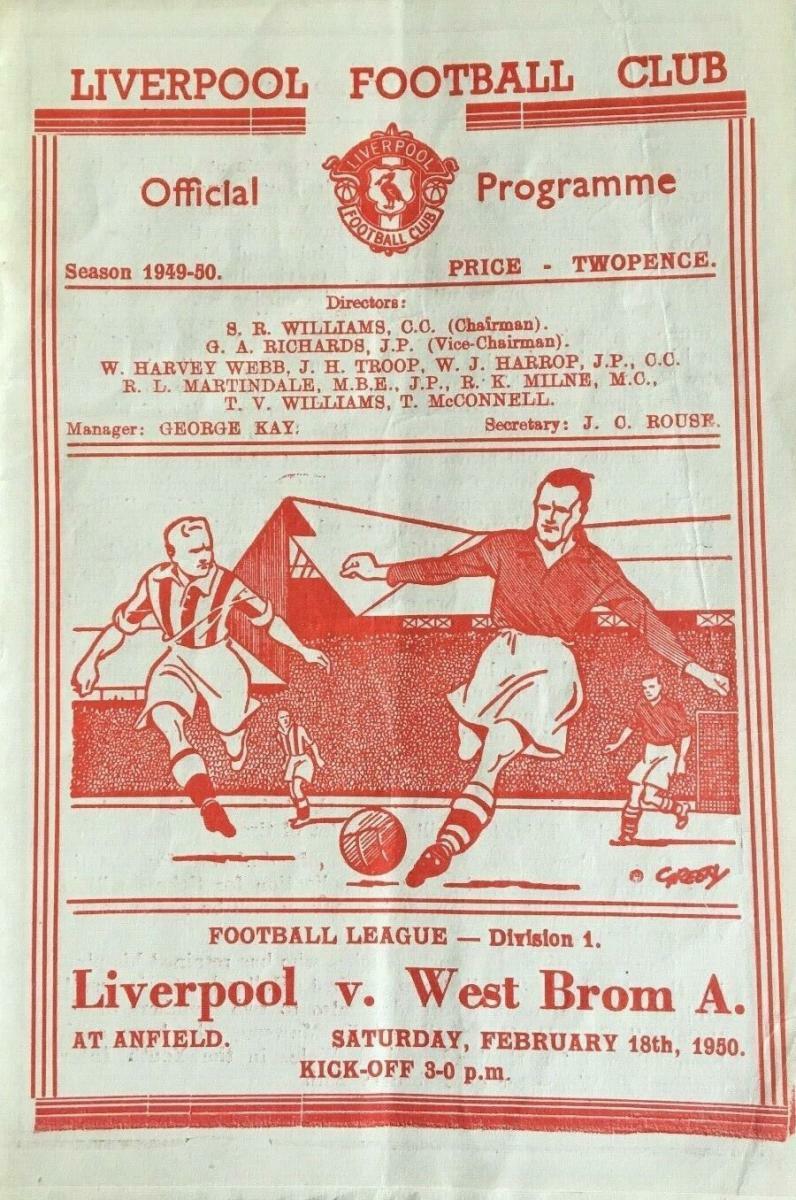 LIVERPOOL FOOTBALL CLUB
Official Programme
LIVERPOOL
FOOTBALL CLUB
Season 1949-50. PRICE - TWOPENCE.
Directors:
S. R. WILLIAMS, C.C. (Chairman).
G. A. RICHARDS, J.P. (Vice-Chairman).
W. HARVEY WEBB, J. H. TROOP, W. J. HARROP, J.P., C.C.
R. L. MARTINDALE, M.B.E., J.P., R. K. MILNE, M.C.,
T. V. WILLIAMS, T. McCONNELL.
Manager: GEORGE KAY. Secretary: J. C. ROUSE.
FOOTBALL LEAGUE — Division 1.
Liverpool v. West Brom A.
AT ANFIELD. SATURDAY, FEBRUARY 18th, 1950.
KICK-OFF 3-0 p.m.